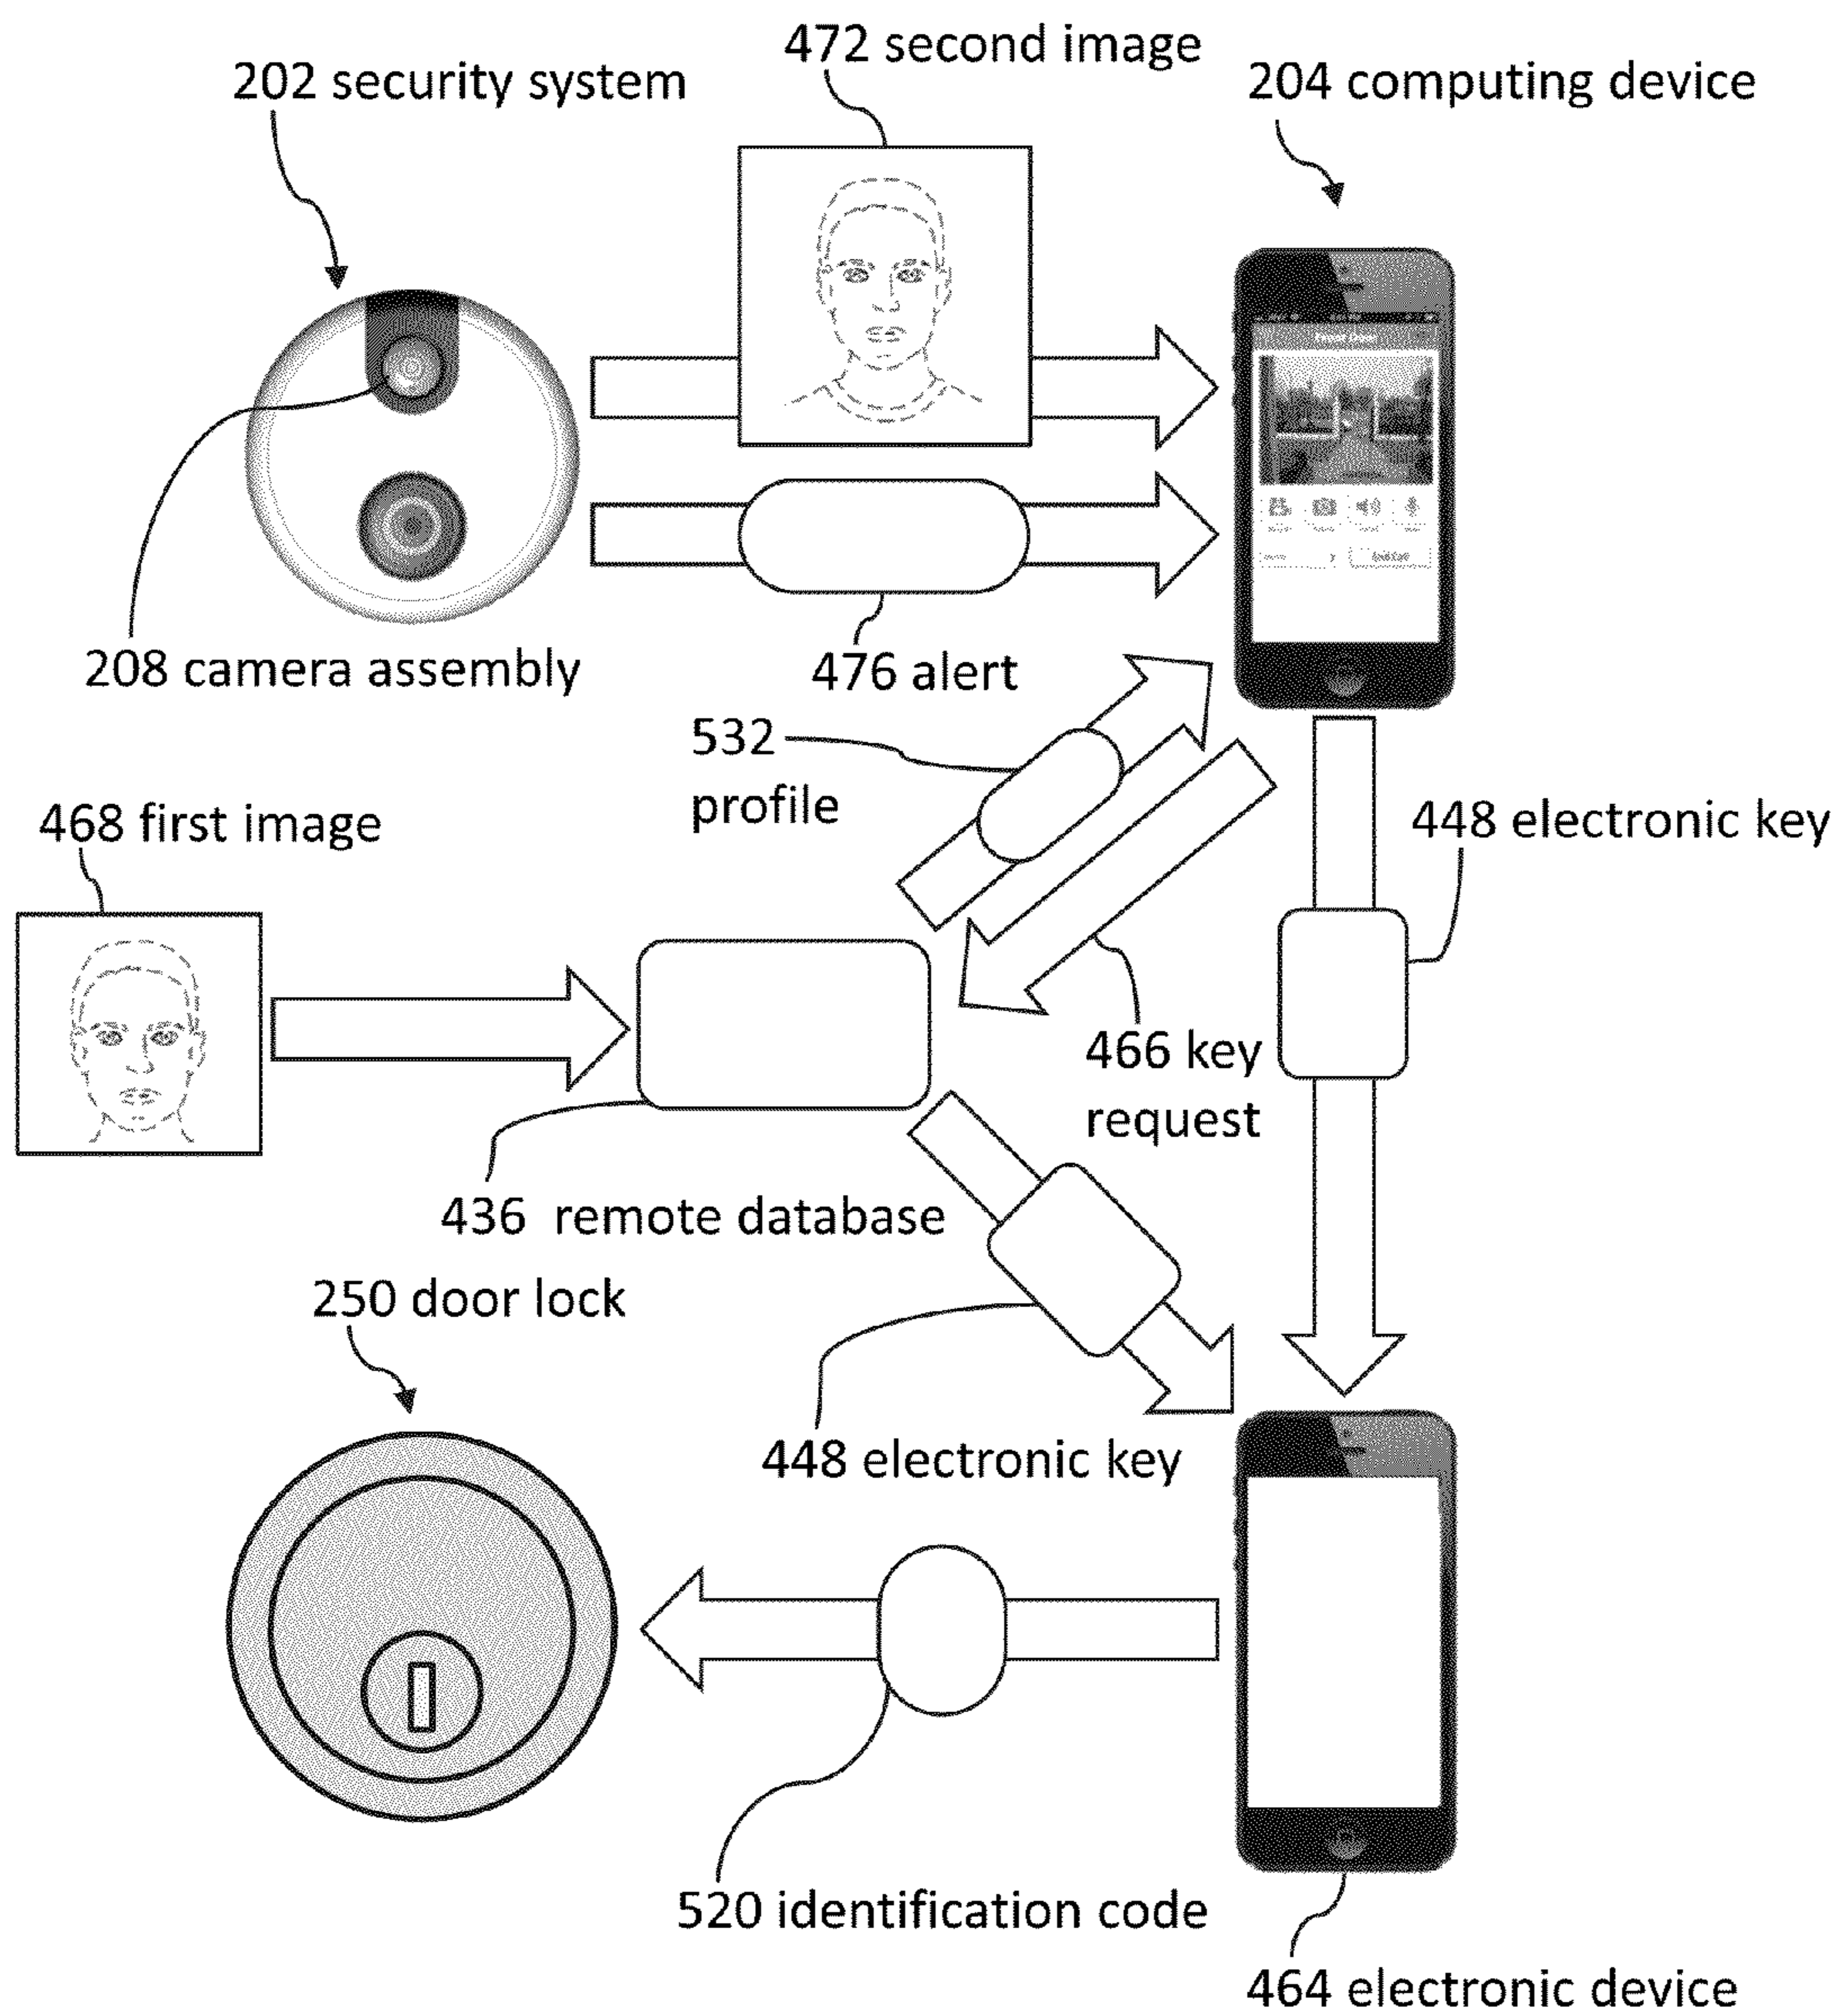 472 second image
202 security system
204 computing device
208 camera assembly
476 alert
532
profile
468 first image
448 electronic key
466 key
request
436 remote database
250 door lock
448 electronic key
520 identification code
464 electronic device